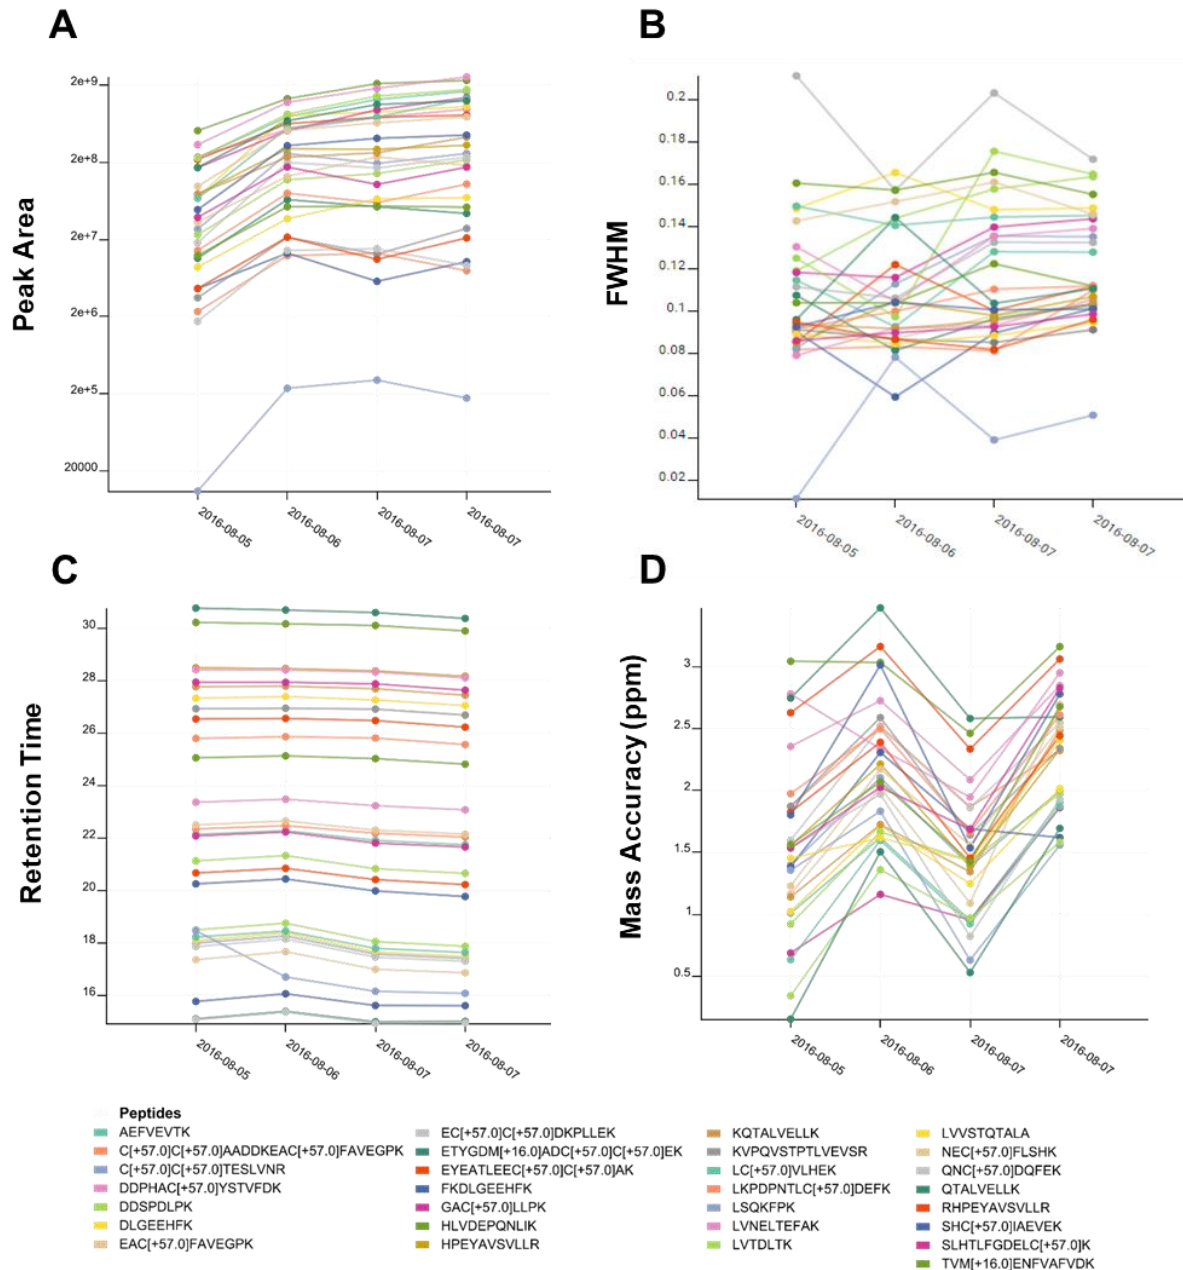 A
B
2e+9
2e+8
2e+7
2e+6
2e+5
20000
Peak Area
2016-08-05
2016-08-06
2016-08-07
2016-08-07
0.2
0.18
0.16
0.14
0.12
0.1
0.08
0.06
0.04
0.02
FWHM
2016-08-05
2016-08-06
2016-08-07
2016-08-07
C
D
30
28
26
24
22
20
18
16
Retention Time
2016-08-05
2016-08-06
2016-08-07
2016-08-07
3
2.5
2
1.5
1
0.5
Mass Accuracy (ppm)
2016-08-05
2016-08-06
2016-08-07
2016-08-07
Peptides
AEFVEVTK
C[+57.0]C[+57.0]AADDKEAC[+57.0]FAVEGPK
C[+57.0]C[+57.0]TESLVNR
DDPHAC[+57.0]YSTVFDK
DDSPDLPK
DLGEEHFK
EAC[+57.0]FAVEGPK
EC[+57.0]C[+57.0]DKPLLEK
ETYGDM[+16.0]ADC[+57.0]C[+57.0]EK
EYEATLEEC[+57.0]C[+57.0]AK
FKDLGEEHFK
GAC[+57.0]LLPK
HLVDEPQNLIK
HPEYAVSVLLR
KQTALVELLK
KVPQVSTPTLVEVSR
LC[+57.0]VLHEK
LKPDPNTLC[+57.0]DEFK
LSQKFPK
LVNELTEFAK
LVTDLTK
LVVSTQTALA
NEC[+57.0]FLSHK
QNC[+57.0]DQFEK
QTALVELLK
RHPEYAVSVLLR
SHC[+57.0]IAEVEK
SLHTLFGDELC[+57.0]K
TVM[+16.0]ENFVAFVDK